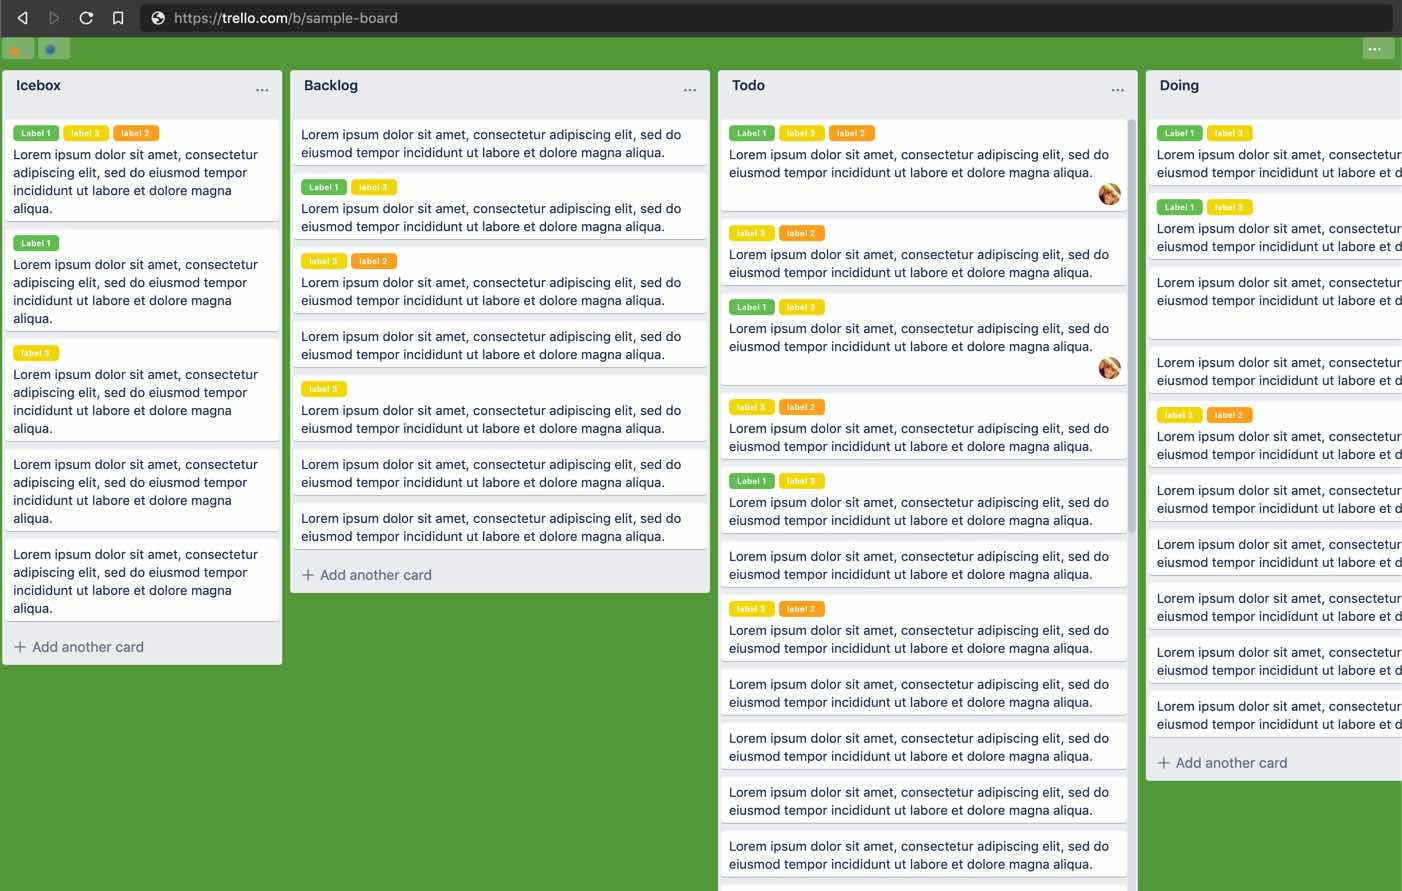 https://trello.com/b/sample-board
...
Icebox ...
Label 1 label 3 label 2
Lorem ipsum dolor sit amet, consectetur
adipiscing elit, sed do eiusmod tempor
incididunt ut labore et dolore magna
aliqua.
Label 1
Lorem ipsum dolor sit amet, consectetur
adipiscing elit, sed do eiusmod tempor
incididunt ut labore et dolore magna
aliqua.
label 3
Lorem ipsum dolor sit amet, consectetur
adipiscing elit, sed do eiusmod tempor
incididunt ut labore et dolore magna
aliqua.
Lorem ipsum dolor sit amet, consectetur
adipiscing elit, sed do eiusmod tempor
incididunt ut labore et dolore magna
aliqua.
Lorem ipsum dolor sit amet, consectetur
adipiscing elit, sed do eiusmod tempor
incididunt ut labore et dolore magna
aliqua.
+ Add another card
Backlog ...
Lorem ipsum dolor sit amet, consectetur adipiscing elit, sed do
eiusmod tempor incididunt ut labore et dolore magna aliqua.
Label 1 label 3
Lorem ipsum dolor sit amet, consectetur adipiscing elit, sed do
eiusmod tempor incididunt ut labore et dolore magna aliqua.
label 3 label 2
Lorem ipsum dolor sit amet, consectetur adipiscing elit, sed do
eiusmod tempor incididunt ut labore et dolore magna aliqua.
Lorem ipsum dolor sit amet, consectetur adipiscing elit, sed do
eiusmod tempor incididunt ut labore et dolore magna aliqua.
label 3
Lorem ipsum dolor sit amet, consectetur adipiscing elit, sed do
eiusmod tempor incididunt ut labore et dolore magna aliqua.
Lorem ipsum dolor sit amet, consectetur adipiscing elit, sed do
eiusmod tempor incididunt ut labore et dolore magna aliqua.
Lorem ipsum dolor sit amet, consectetur adipiscing elit, sed do
eiusmod tempor incididunt ut labore et dolore magna aliqua.
+ Add another card
Todo ...
Label 1 label 3 label 2
Lorem ipsum dolor sit amet, consectetur adipiscing elit, sed do
eiusmod tempor incididunt ut labore et dolore magna aliqua.
label 3 label 2
Lorem ipsum dolor sit amet, consectetur adipiscing elit, sed do
eiusmod tempor incididunt ut labore et dolore magna aliqua.
Label 1 label 3
Lorem ipsum dolor sit amet, consectetur adipiscing elit, sed do
eiusmod tempor incididunt ut labore et dolore magna aliqua.
label 3 label 2
Lorem ipsum dolor sit amet, consectetur adipiscing elit, sed do
eiusmod tempor incididunt ut labore et dolore magna aliqua.
Label 1 label 3
Lorem ipsum dolor sit amet, consectetur adipiscing elit, sed do
eiusmod tempor incididunt ut labore et dolore magna aliqua.
Lorem ipsum dolor sit amet, consectetur adipiscing elit, sed do
eiusmod tempor incididunt ut labore et dolore magna aliqua.
label 3 label 2
Lorem ipsum dolor sit amet, consectetur adipiscing elit, sed do
eiusmod tempor incididunt ut labore et dolore magna aliqua.
Lorem ipsum dolor sit amet, consectetur adipiscing elit, sed do
eiusmod tempor incididunt ut labore et dolore magna aliqua.
Lorem ipsum dolor sit amet, consectetur adipiscing elit, sed do
eiusmod tempor incididunt ut labore et dolore magna aliqua.
Lorem ipsum dolor sit amet, consectetur adipiscing elit, sed do
eiusmod tempor incididunt ut labore et dolore magna aliqua.
Lorem ipsum dolor sit amet, consectetur adipiscing elit, sed do
eiusmod tempor incididunt ut labore et dolore magna aliqua.
Doing
Label 1 label 3
Lorem ipsum dolor sit amet, consectetur
eiusmod tempor incididunt ut labore et d
Label 1 label 3
Lorem ipsum dolor sit amet, consectetur
eiusmod tempor incididunt ut labore et d
Lorem ipsum dolor sit amet, consectetur
eiusmod tempor incididunt ut labore et d
Lorem ipsum dolor sit amet, consectetur
eiusmod tempor incididunt ut labore et d
label 3 label 2
Lorem ipsum dolor sit amet, consectetur
eiusmod tempor incididunt ut labore et d
Lorem ipsum dolor sit amet, consectetur
eiusmod tempor incididunt ut labore et d
Lorem ipsum dolor sit amet, consectetur
eiusmod tempor incididunt ut labore et d
Lorem ipsum dolor sit amet, consectetur
eiusmod tempor incididunt ut labore et d
Lorem ipsum dolor sit amet, consectetur
eiusmod tempor incididunt ut labore et d
Lorem ipsum dolor sit amet, consectetur
eiusmod tempor incididunt ut labore et d
+ Add another card